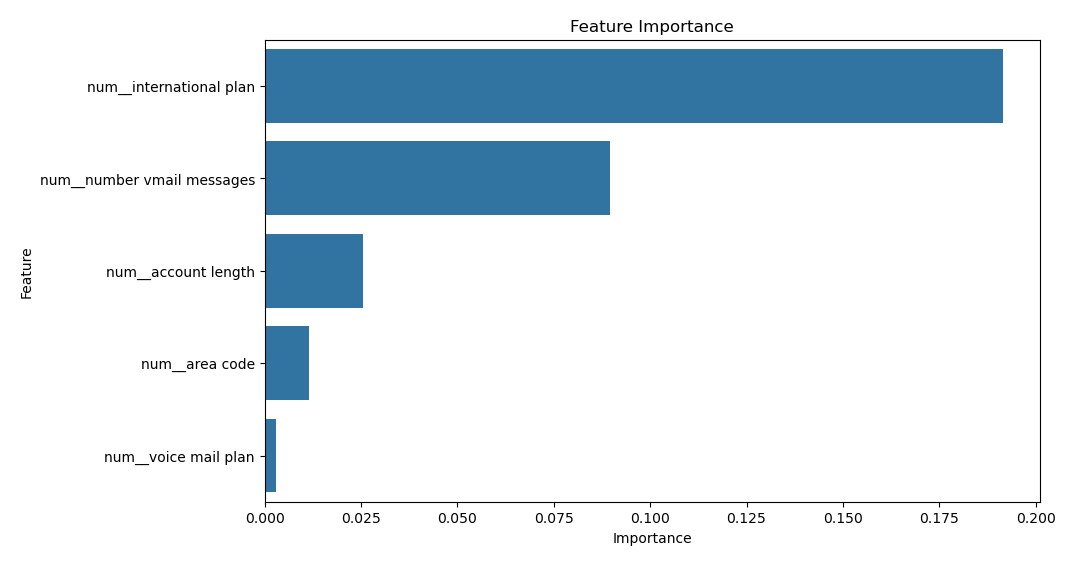 Feature Importance
num__international plan
num__number vmail messages
num__account length
num__area code
num__voice mail plan
Feature
0.000 0.025 0.050 0.075 0.100 0.125 0.150 0.175 0.200
Importance